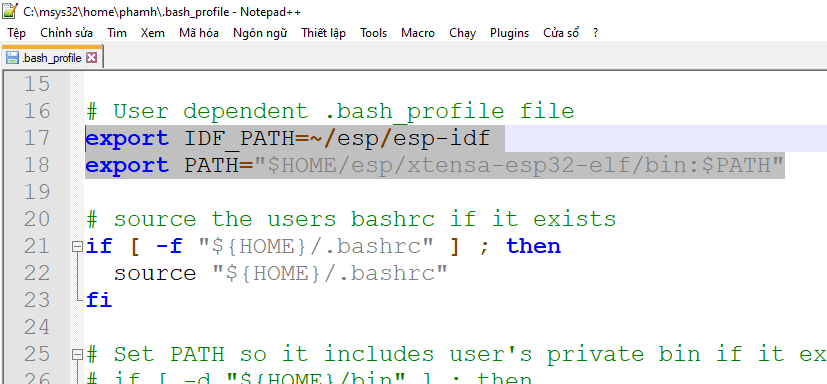 C:\msys32\home\phamh\.bash_profile - Notepad++
Tệp Chỉnh sửa Tìm Xem Mã hóa Ngôn ngữ Thiết lập Tools Macro Chạy Plugins Cửa sổ ?
.bash_profile
15
16 # User dependent .bash_profile file
17 export IDF_PATH=~/esp/esp-idf
18 export PATH="$HOME/esp/xtensa-esp32-elf/bin:$PATH"
19
20 # source the users bashrc if it exists
21 if [ -f "${HOME}/.bashrc" ] ; then
22   source "${HOME}/.bashrc"
23 fi
24
25 # Set PATH so it includes user's private bin if it ex
26 # if [ -d "${HOME}/bin" ] ; then